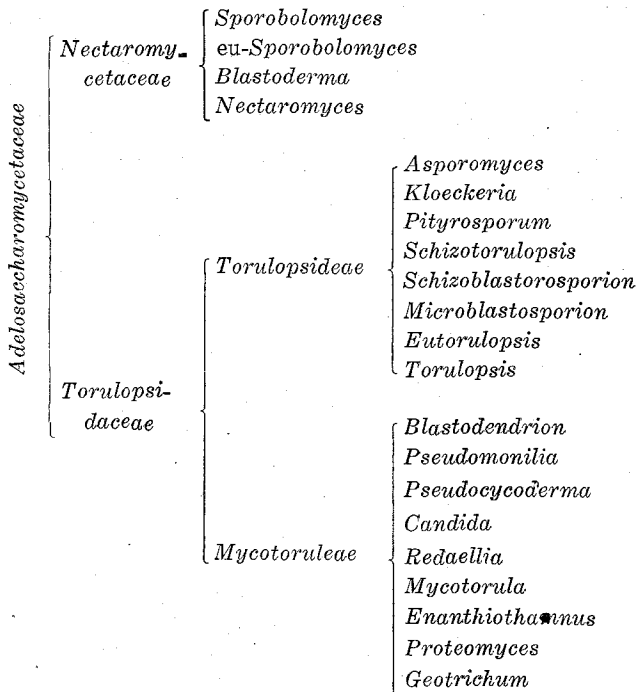 Adelosaccharomycetaceae
Nectaromy-
cetaceae
Sporobolomyces
eu-Sporobolomyces
Blastoderma
Nectaromyces
Torulopsi-
daceae
Torulopsideae
Asporomyces
Kloeckeria
Pityrosporum
Schizotorulopsis
Schizoblastorosporion
Microblastosporion
Eutorulopsis
Torulopsis
Mycotoruleae
Blastodendrion
Pseudomonilia
Pseudocycoderma
Candida
Redaellia
Mycotorula
Proteomyces
Geotrichum